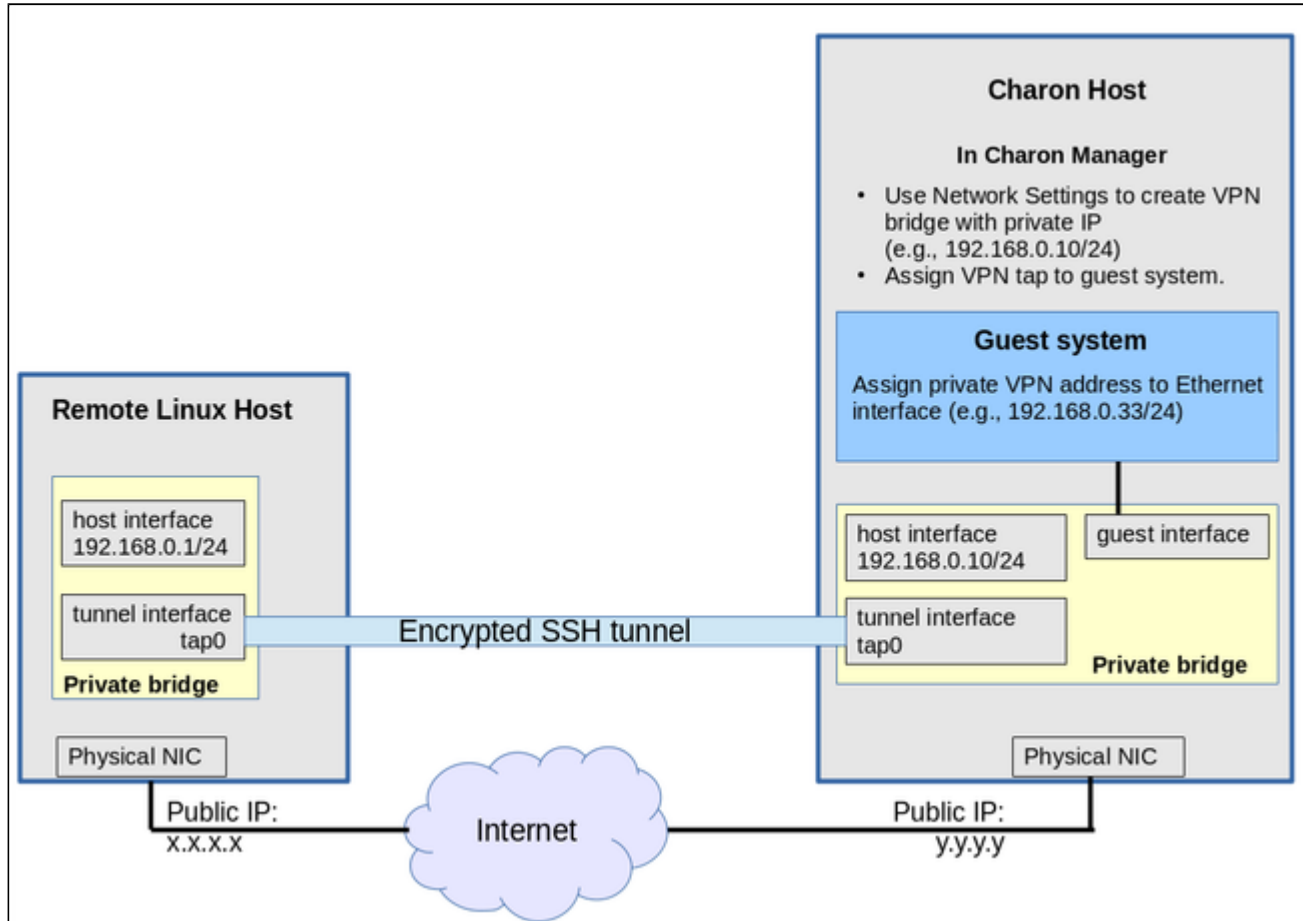 Charon Host
In Charon Manager
• Use Network Settings to create VPN
bridge with private IP
(e.g., 192.168.0.10/24)
• Assign VPN tap to guest system.
Guest system
Assign private VPN address to Ethernet
interface (e.g., 192.168.0.33/24)
Remote Linux Host
host interface
192.168.0.1/24
tunnel interface
tap0
Private bridge
Physical NIC
Public IP:
x.x.x.x
Encrypted SSH tunnel
Internet
host interface
192.168.0.10/24
guest interface
tunnel interface
tap0
Private bridge
Physical NIC
Public IP:
y.y.y.y